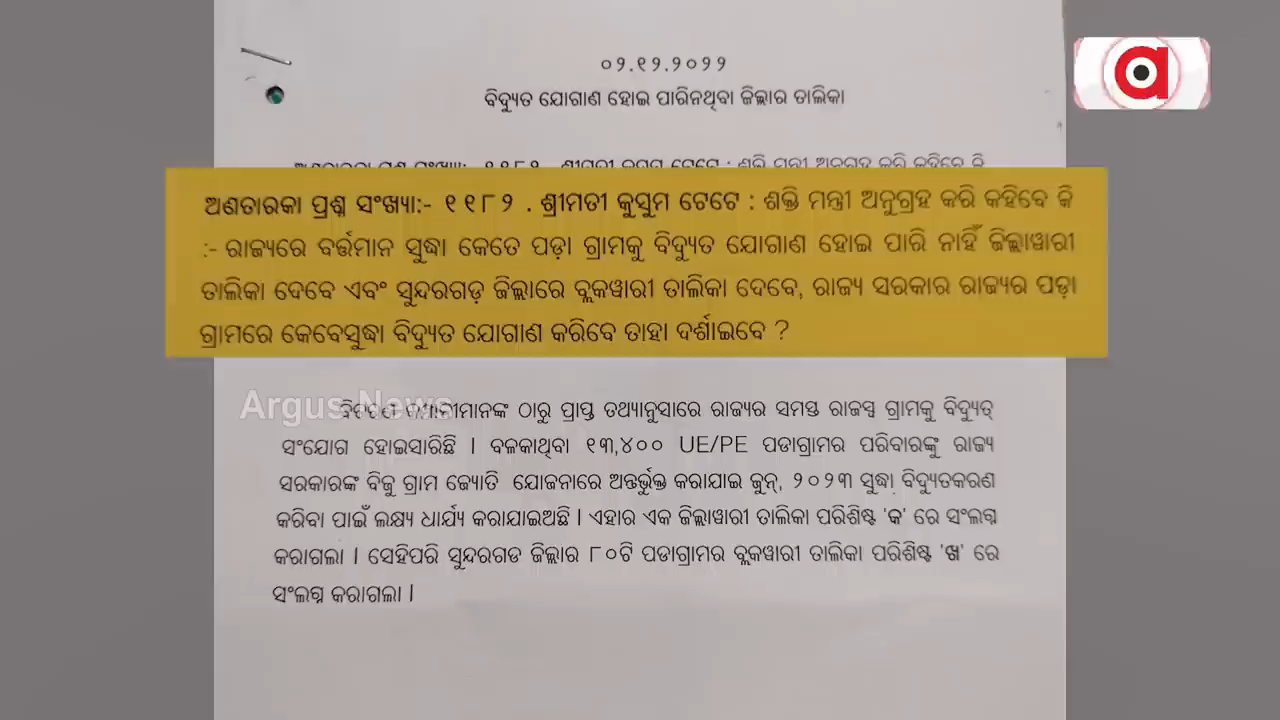 ୦୨.୧୨.୨୦୨୨
ବିଦ୍ୟୁତ ଯୋଗାଣ ହୋଇ ପାରିନଥିବା ଜିଲ୍ଲାର ତାଲିକା
ଅଣତାରକା ପ୍ରଶ୍ନ ସଂଖ୍ୟା:- ୧୧୮୨ . ଶ୍ରୀମତୀ କୁସୁମ ଟେଟେ : ଶକ୍ତି ମନ୍ତ୍ରୀ ଅନୁଗ୍ରହ କରି କହିବେ କି
:- ରାଜ୍ୟରେ ବର୍ତ୍ତମାନ ସୁଦ୍ଧା କେତେ ପଡ଼ା ଗ୍ରାମକୁ ବିଦ୍ୟୁତ ଯୋଗାଣ ହୋଇ ପାରି ନାହିଁ ଜିଲ୍ଲାୱାରୀ
ତାଲିକା ଦେବେ ଏବଂ ସୁନ୍ଦରଗଡ଼ ଜିଲ୍ଲାରେ ବ୍ଲକୱାରୀ ତାଲିକା ଦେବେ, ରାଜ୍ୟ ସରକାର ରାଜ୍ୟର ପଡ଼ା
ଗ୍ରାମରେ କେବେସୁଦ୍ଧା ବିଦ୍ୟୁତ ଯୋଗାଣ କରିବେ ତାହା ଦର୍ଶାଇବେ ?
Argus News
ଠାରୁ ପ୍ରାପ୍ତ ତଥ୍ୟାନୁସାରେ ରାଜ୍ୟର ସମସ୍ତ ରାଜସ୍ୱ ଗ୍ରାମକୁ ବିଦ୍ୟୁତ୍
ସଂଯୋଗ ହୋଇସାରିଛି । ବଳକାଥିବା ୧୩,୪୦୦ UE/PE ପଡାଗ୍ରାମର ପରିବାରଙ୍କୁ ରାଜ୍ୟ
ସରକାରଙ୍କ ବିଜୁ ଗ୍ରାମ ଜ୍ୟୋତି ଯୋଜନାରେ ଅନ୍ତର୍ଭୁକ୍ତ କରାଯାଇ ଜୁନ୍, ୨୦୨୩ ସୁଦ୍ଧା ବିଦ୍ୟୁତକରଣ
କରିବା ପାଇଁ ଲକ୍ଷ୍ୟ ଧାର୍ଯ୍ୟ କରାଯାଇଅଛି । ଏହାର ଏକ ଜିଲ୍ଲାୱାରୀ ତାଲିକା ପରିଶିଷ୍ଟ 'କ' ରେ ସଂଲଗ୍ନ
କରାଗଲା । ସେହିପରି ସୁନ୍ଦରଗଡ ଜିଲ୍ଲାର ୮୦ଟି ପଡାଗ୍ରାମର ବ୍ଲକୱାରୀ ତାଲିକା ପରିଶିଷ୍ଟ 'ଖ' ରେ
ସଂଲଗ୍ନ କରାଗଲା ।